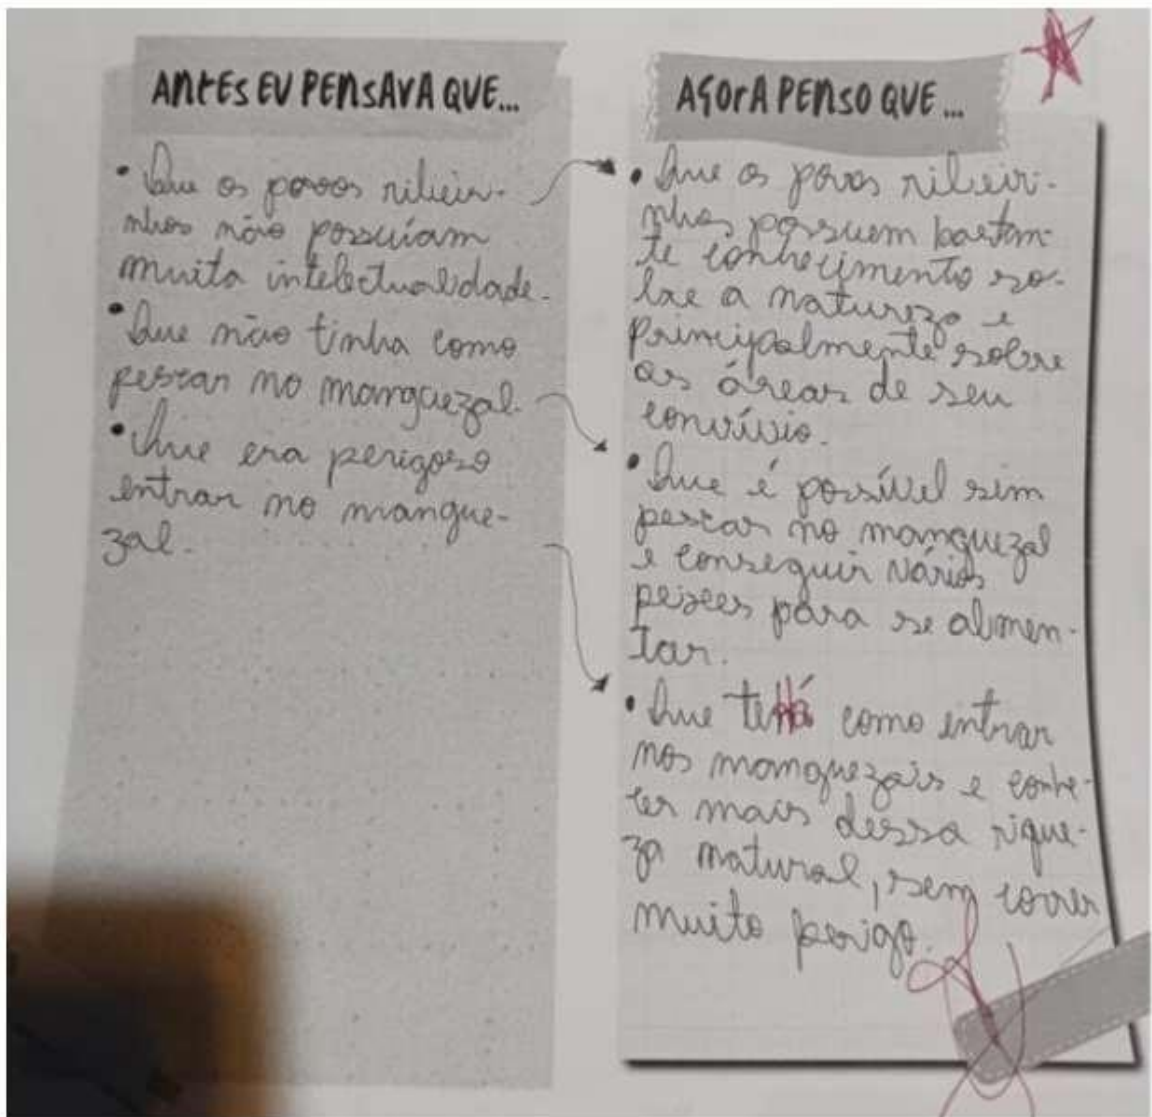 ANTES EU PENSAVA QUE...
• Que os povos ribeiri-
nhos não possuíam
muita intelectualidade.
• Que não tinha como
pescar no manguezal.
• Que era perigoso
entrar no mangue-
zal.
AGORA PENSO QUE...
• Que os povos ribeiri-
nhos possuem bastan-
te conhecimento so-
bre a natureza e
principalmente sobre
as áreas de seu
convívio.
• Que é possível sim
pescar no manguezal
e conseguir vários
peixes para se alimen-
tar.
• Que há como entrar
nos manguezais e conhe-
cer mais dessa rique-
za natural, sem correr
muito perigo.